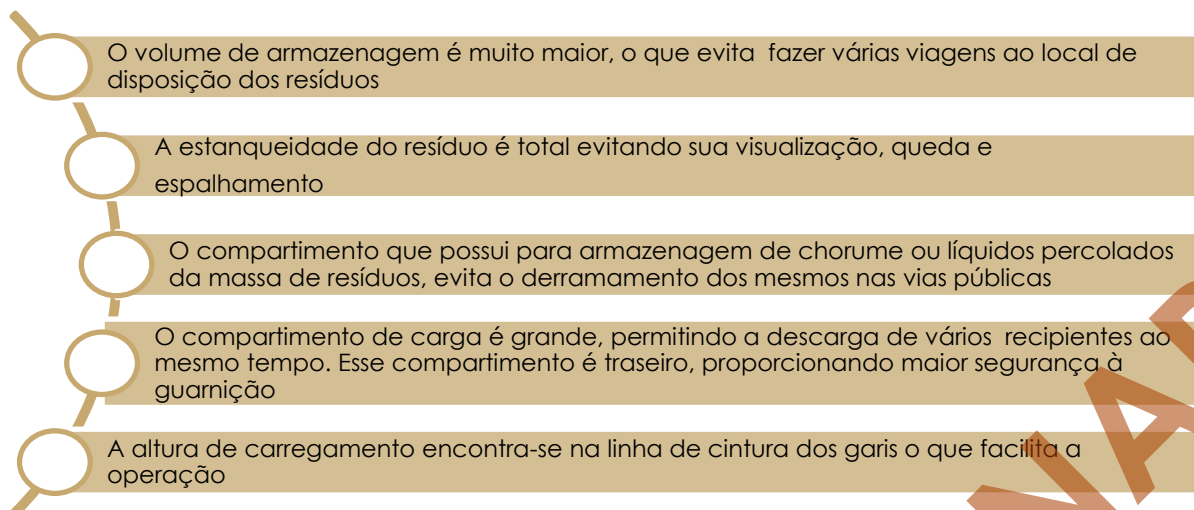 O volume de armazenagem é muito maior, o que evita fazer várias viagens ao local de
disposição dos resíduos
A estanqueidade do resíduo é total evitando sua visualização, queda e
espalhamento
O compartimento que possui para armazenagem de chorume ou líquidos percolados
da massa de resíduos, evita o derramamento dos mesmos nas vias públicas
O compartimento de carga é grande, permitindo a descarga de vários recipientes ao
mesmo tempo. Esse compartimento é traseiro, proporcionando maior segurança à
guarnição
A altura de carregamento encontra-se na linha de cintura dos garis o que facilita a
operação